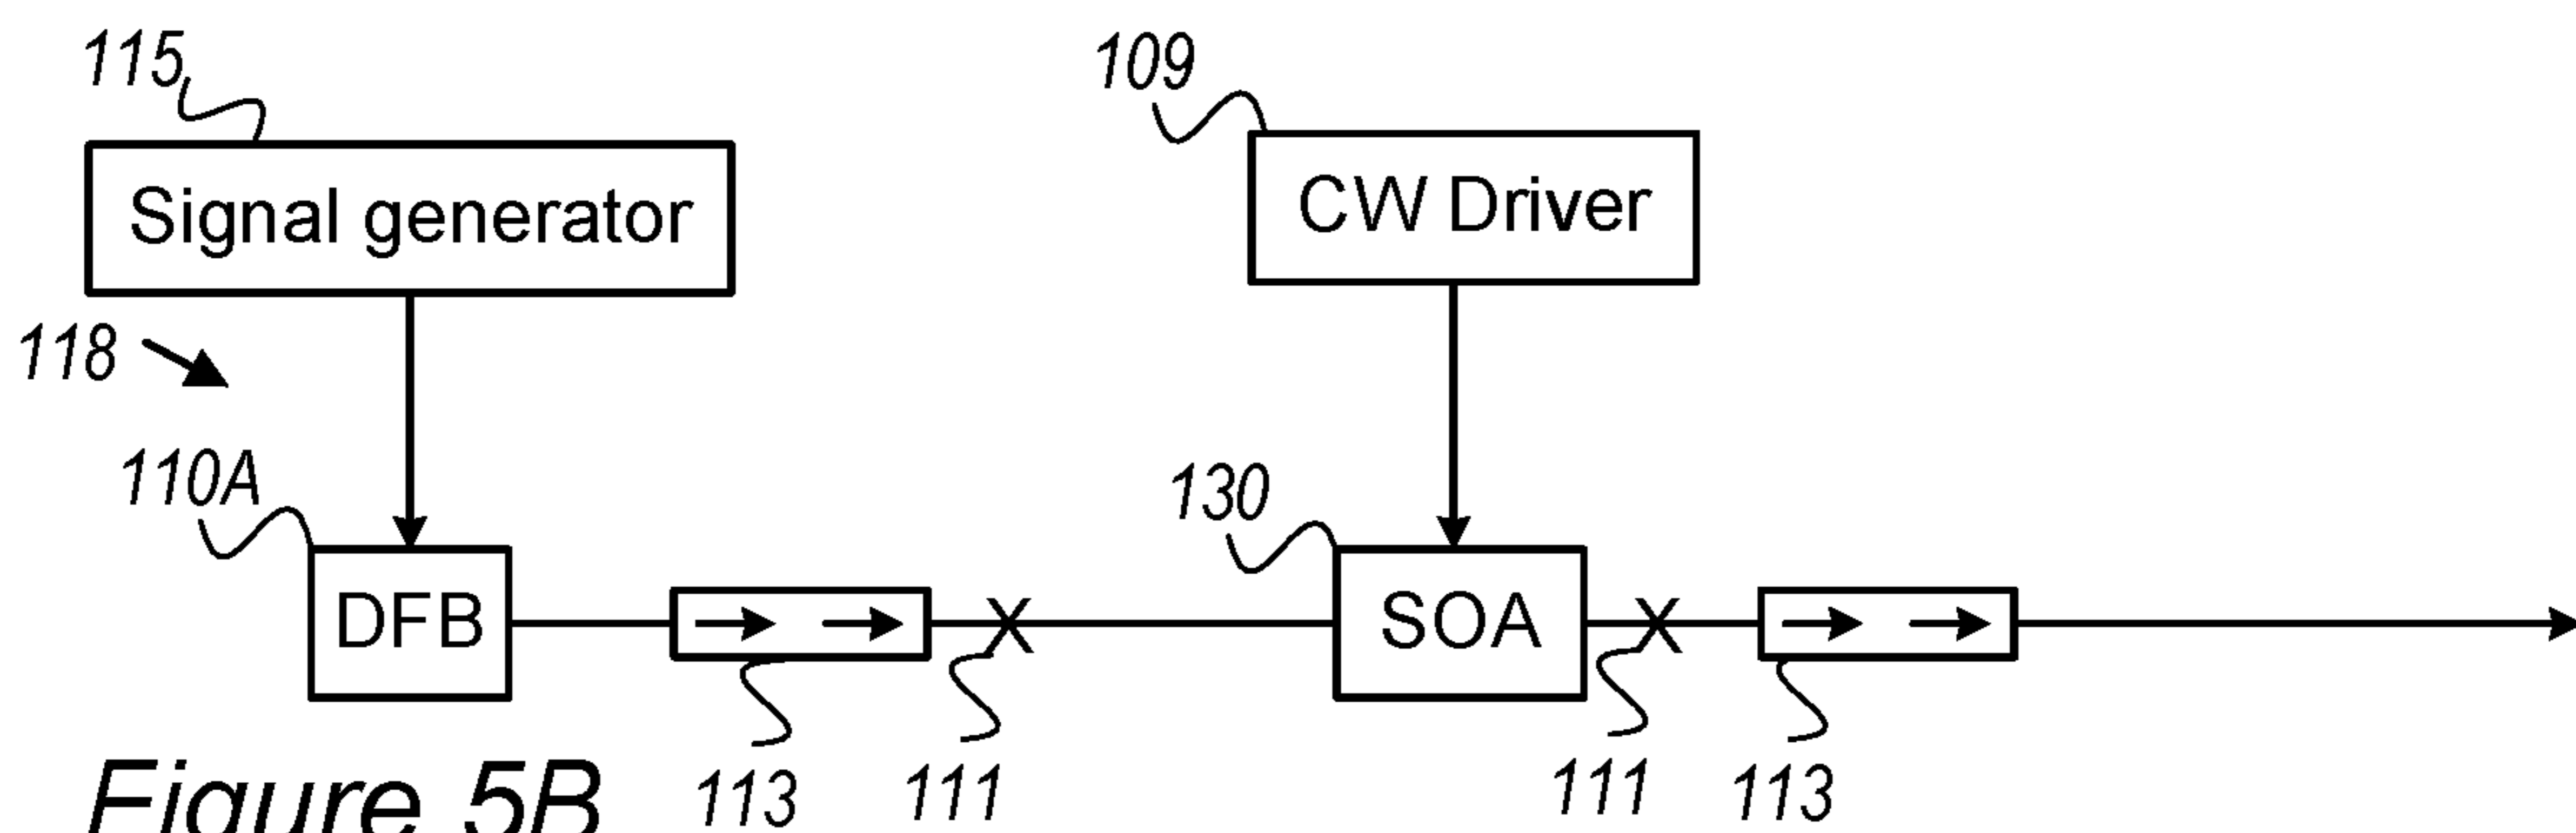 115
109
Signal generator
CW Driver
118
110A
130
DFB
SOA
113
111
111
113
Figure 5B